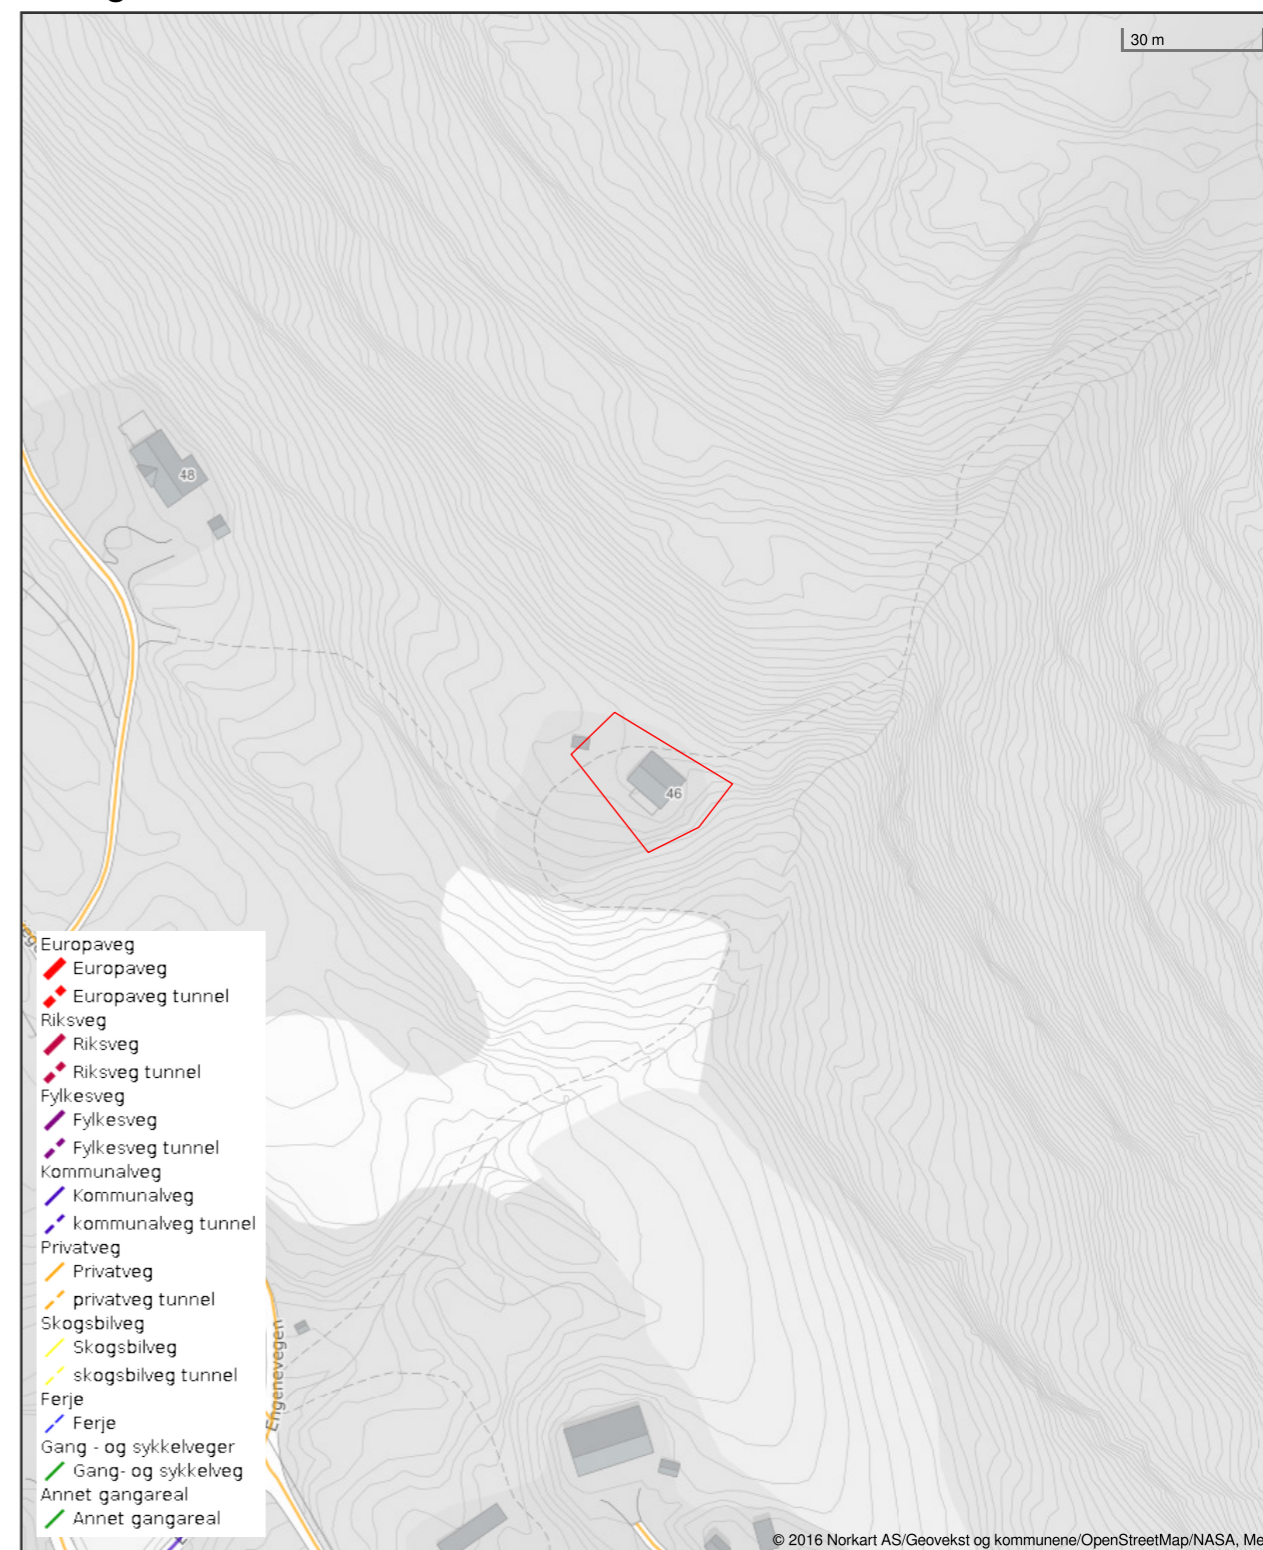 30 m
48
46
Europaveg
Europaveg
Europaveg tunnel
Riksveg
Riksveg
Riksveg tunnel
Fylkesveg
Fylkesveg
Fylkesveg tunnel
Kommunalveg
Kommunalveg
kommunalveg tunnel
Privatveg
Privatveg
privatveg tunnel
Skogsbilveg
Skogsbilveg
skogsbilveg tunnel
Ferje
Ferje
Gang - og sykkelveger
Gang- og sykkelveg
Annet gangareal
Annet gangareal
Engenevegen
© 2016 Norkart AS/Geovekst og kommunene/OpenStreetMap/NASA, Me